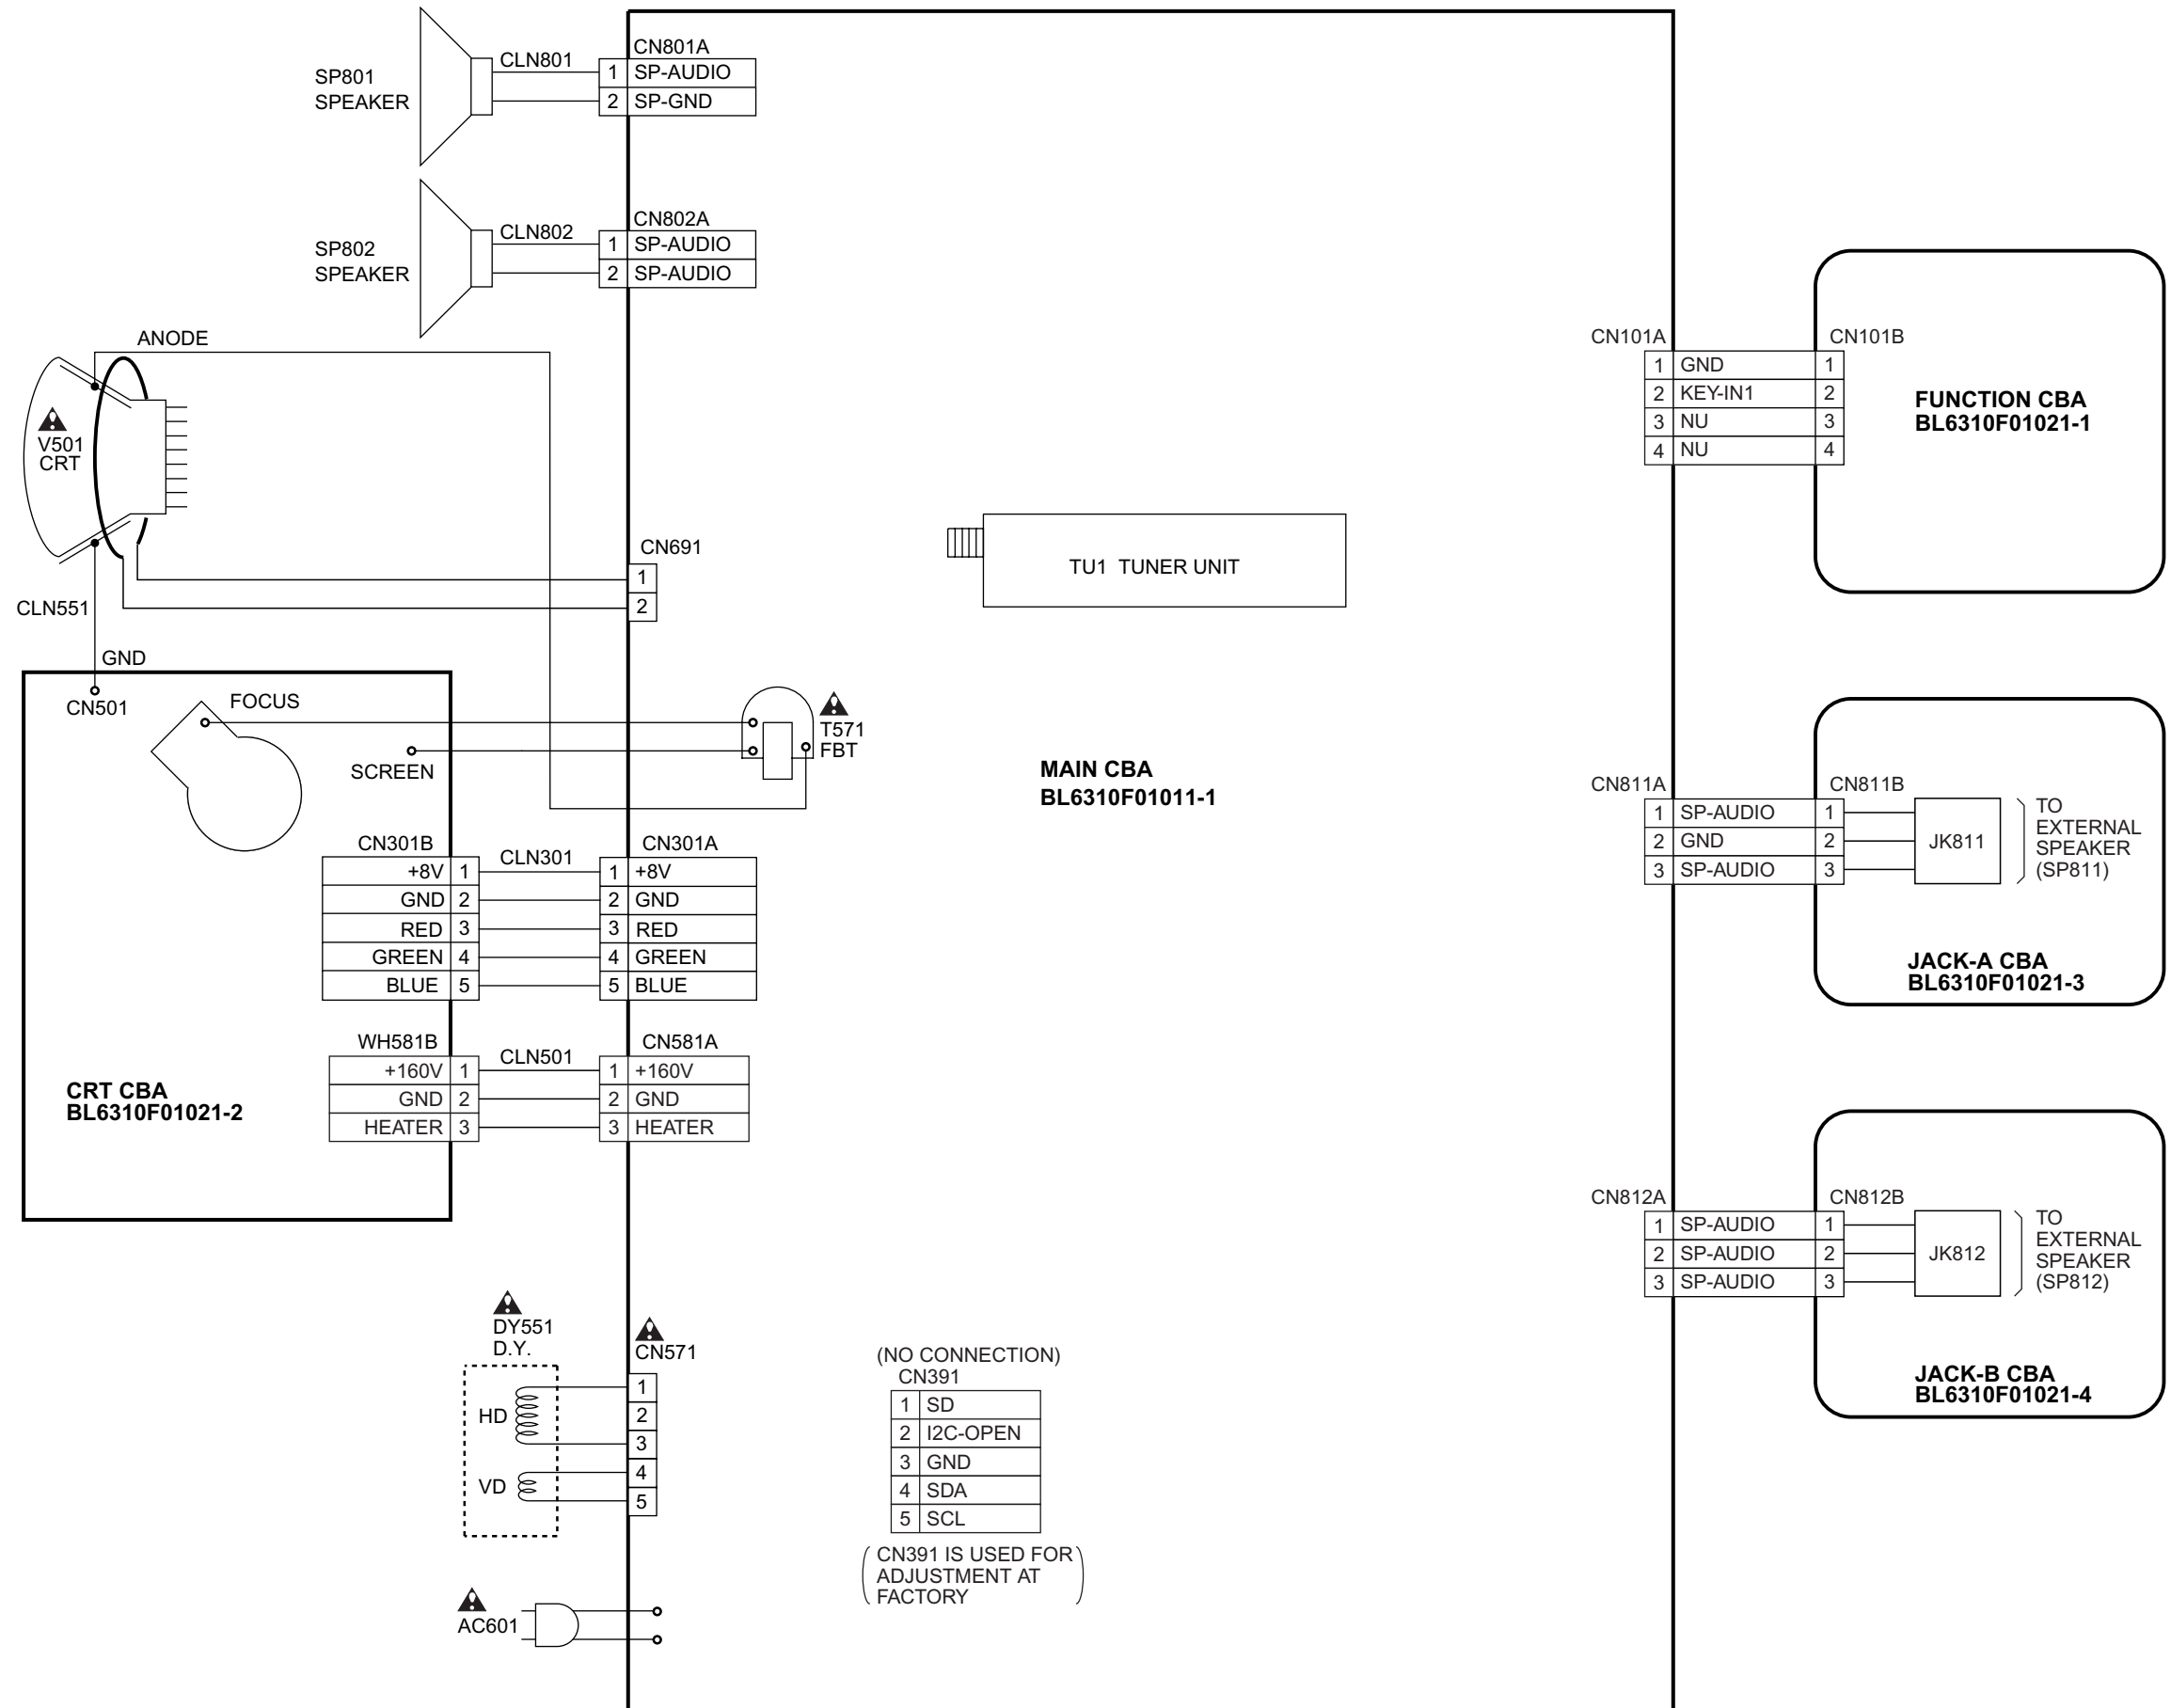 CN801A
CLN801
1 SP-AUDIO
2 SP-GND
SP801
SPEAKER
CN802A
CLN802
1 SP-AUDIO
2 SP-AUDIO
SP802
SPEAKER
ANODE
V501
CRT
CN691
1
2
CLN551
GND
CN501
FOCUS
SCREEN
T571
FBT
TU1 TUNER UNIT
MAIN CBA
BL6310F01011-1
CN301B
CLN301
CN301A
+8V 1 1 +8V
GND 2 2 GND
RED 3 3 RED
GREEN 4 4 GREEN
BLUE 5 5 BLUE
WH581B
CLN501
CN581A
+160V 1 1 +160V
GND 2 2 GND
HEATER 3 3 HEATER
CRT CBA
BL6310F01021-2
DY551
D.Y.
HD
VD
CN571
1
2
3
4
5
AC601
(NO CONNECTION)
CN391
1 SD
2 I2C-OPEN
3 GND
4 SDA
5 SCL
CN391 IS USED FOR
ADJUSTMENT AT
FACTORY
CN101A
CN101B
1 GND 1
2 KEY-IN1 2
3 NU 3
4 NU 4
FUNCTION CBA
BL6310F01021-1
CN811A
CN811B
1 SP-AUDIO 1
2 GND 2
3 SP-AUDIO 3
JK811
TO
EXTERNAL
SPEAKER
(SP811)
JACK-A CBA
BL6310F01021-3
CN812A
CN812B
1 SP-AUDIO 1
2 SP-AUDIO 2
3 SP-AUDIO 3
JK812
TO
EXTERNAL
SPEAKER
(SP812)
JACK-B CBA
BL6310F01021-4